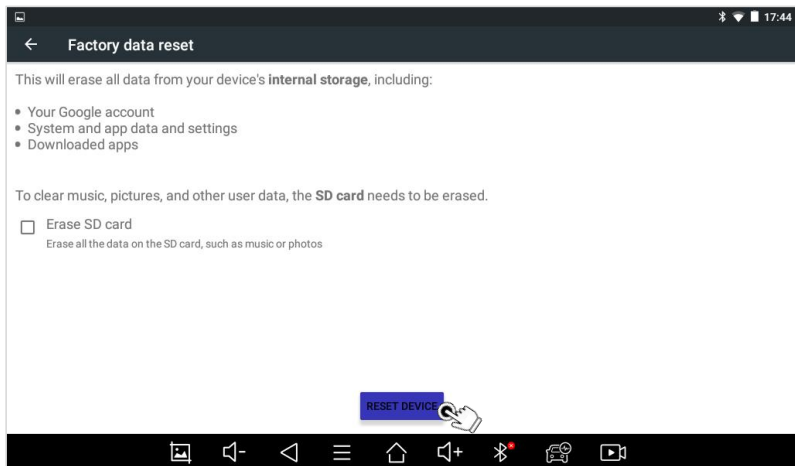 17:44
Factory data reset
This will erase all data from your device's internal storage, including:
• Your Google account
• System and app data and settings
• Downloaded apps
To clear music, pictures, and other user data, the SD card needs to be erased.
Erase SD card
Erase all the data on the SD card, such as music or photos
RESET DEVICE